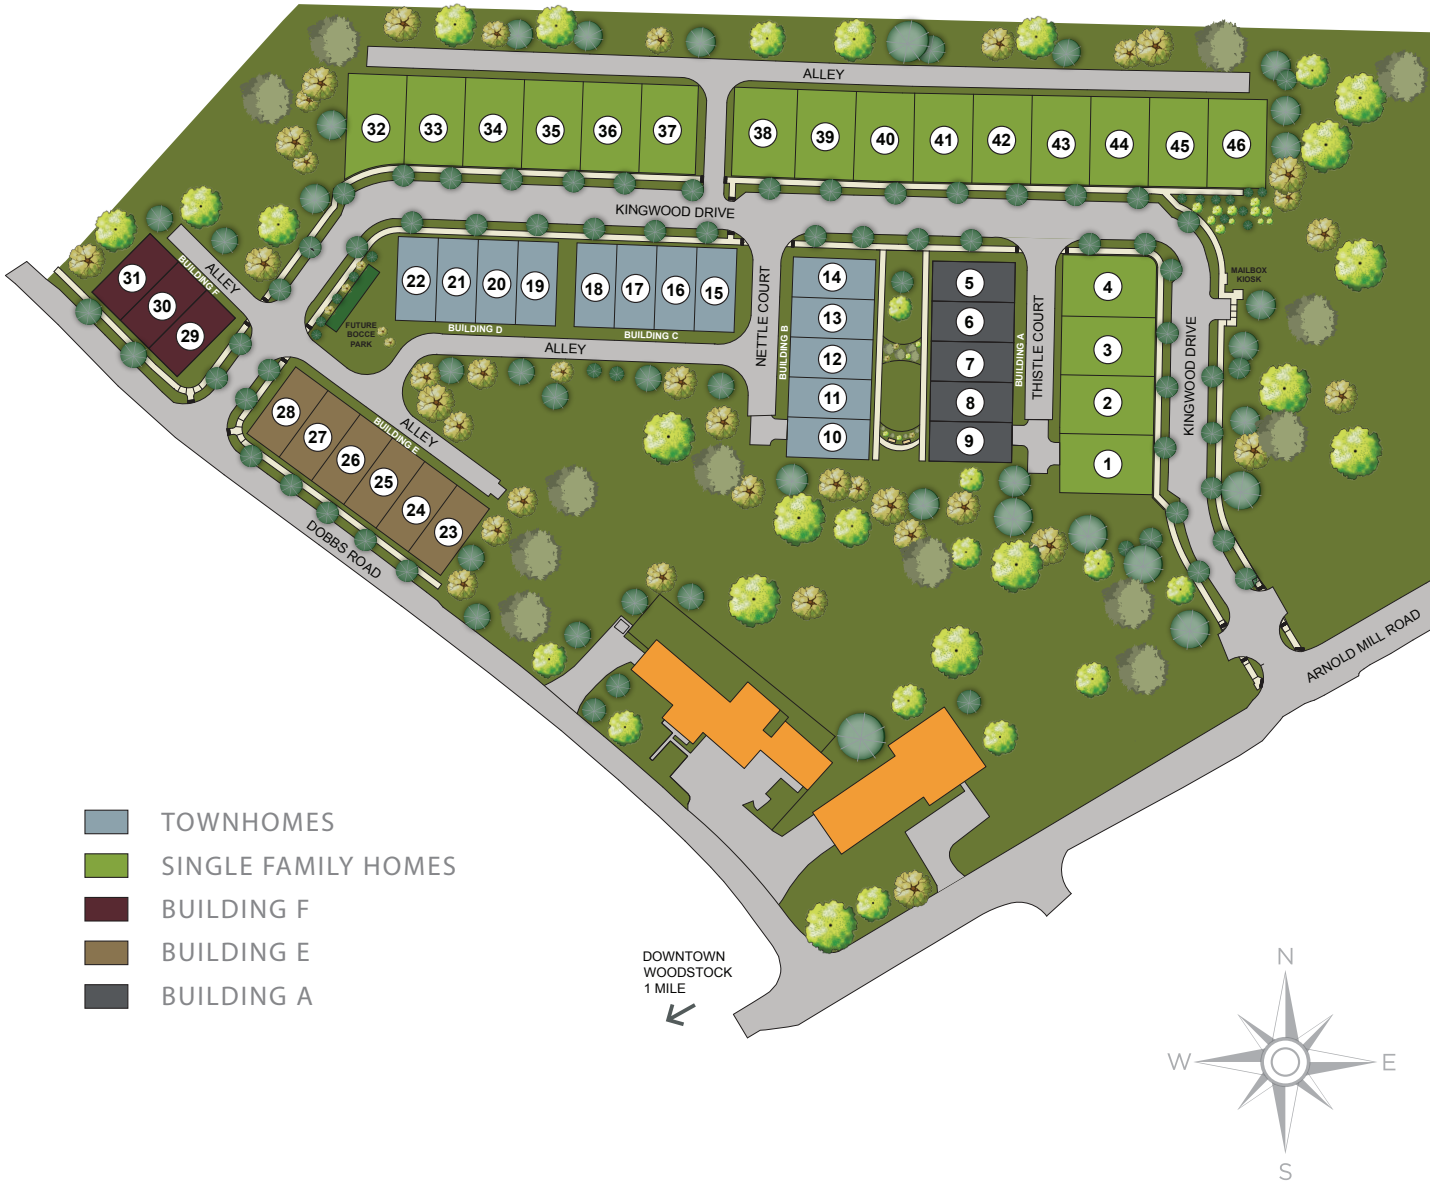 ALLEY
32
33
34
35
36
37
38
39
40
41
42
43
44
45
46
KINGWOOD DRIVE
31
30
29
BUILDING F
ALLEY
22
21
20
19
BUILDING D
18
17
16
15
BUILDING C
FUTURE
BOCCE
PARK
ALLEY
NETTLE COURT
BUILDING B
14
13
12
11
10
5
6
7
8
9
BUILDING A
THISTLE COURT
4
3
2
1
KINGWOOD DRIVE
MAILBOX
KIOSK
28
27
26
25
24
23
BUILDING E
ALLEY
DOBBS ROAD
ARNOLD MILL ROAD
TOWNHOMES
SINGLE FAMILY HOMES
BUILDING F
BUILDING E
BUILDING A
DOWNTOWN
WOODSTOCK
1 MILE
N
W
E
S